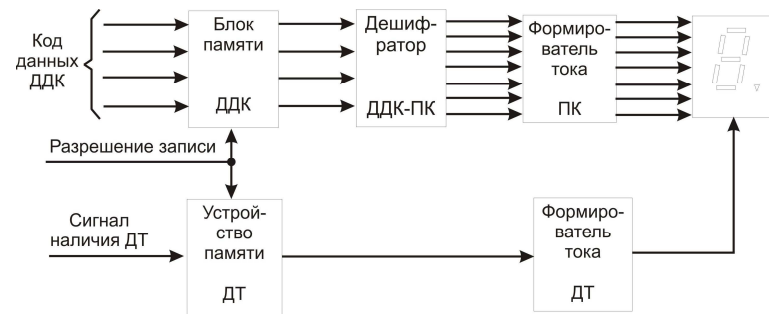 Код
данных
ДДК
Блок
памяти
ДДК
Дешиф-
ратор
ДДК-ПК
Формиро-
ватель
тока
ПК
Разрешение записи
Сигнал
наличия ДТ
Устрой-
ство
памяти
ДТ
Формиро-
ватель
тока
ДТ